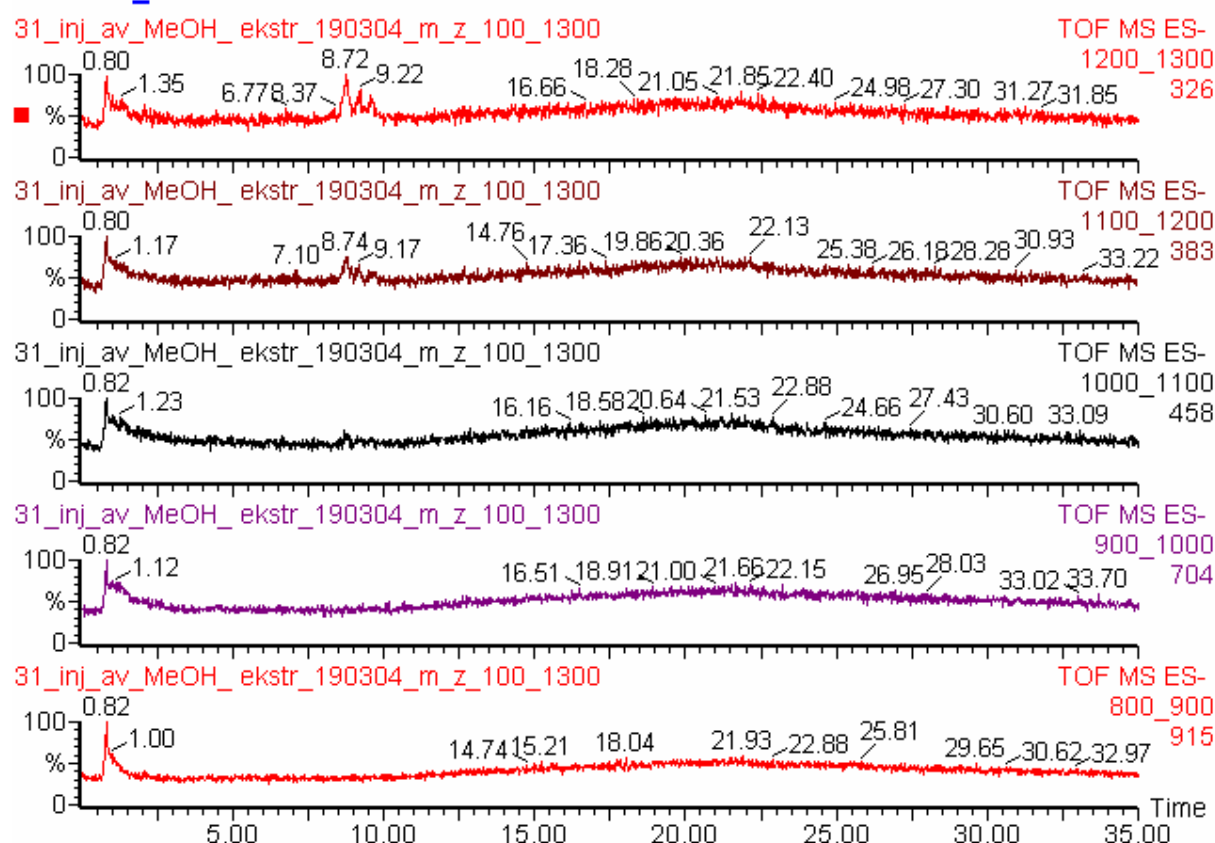 31_inj_av_MeOH_ ekstr_190304_m_z_100_1300 TOF MS ES-
1200_1300
326
0.80 1.35 6.77 8.37 8.72 9.22 16.66 18.28 21.05 21.85 22.40 24.98 27.30 31.27 31.85
100
%
0
31_inj_av_MeOH_ ekstr_190304_m_z_100_1300 TOF MS ES-
1100_1200
383
0.80 1.17 7.10 8.74 9.17 14.76 17.36 19.86 20.36 22.13 25.38 26.18 28.28 30.93 33.22
100
%
0
31_inj_av_MeOH_ ekstr_190304_m_z_100_1300 TOF MS ES-
1000_1100
458
0.82 1.23 16.16 18.58 20.64 21.53 22.88 24.66 27.43 30.60 33.09
100
%
0
31_inj_av_MeOH_ ekstr_190304_m_z_100_1300 TOF MS ES-
900_1000
704
0.82 1.12 16.51 18.91 21.00 21.66 22.15 26.95 28.03 33.02 33.70
100
%
0
31_inj_av_MeOH_ ekstr_190304_m_z_100_1300 TOF MS ES-
800_900
915
0.82 1.00 14.74 15.21 18.04 21.93 22.88 25.81 29.65 30.62 32.97
100
%
0
Time
5.00 10.00 15.00 20.00 25.00 30.00 35.00